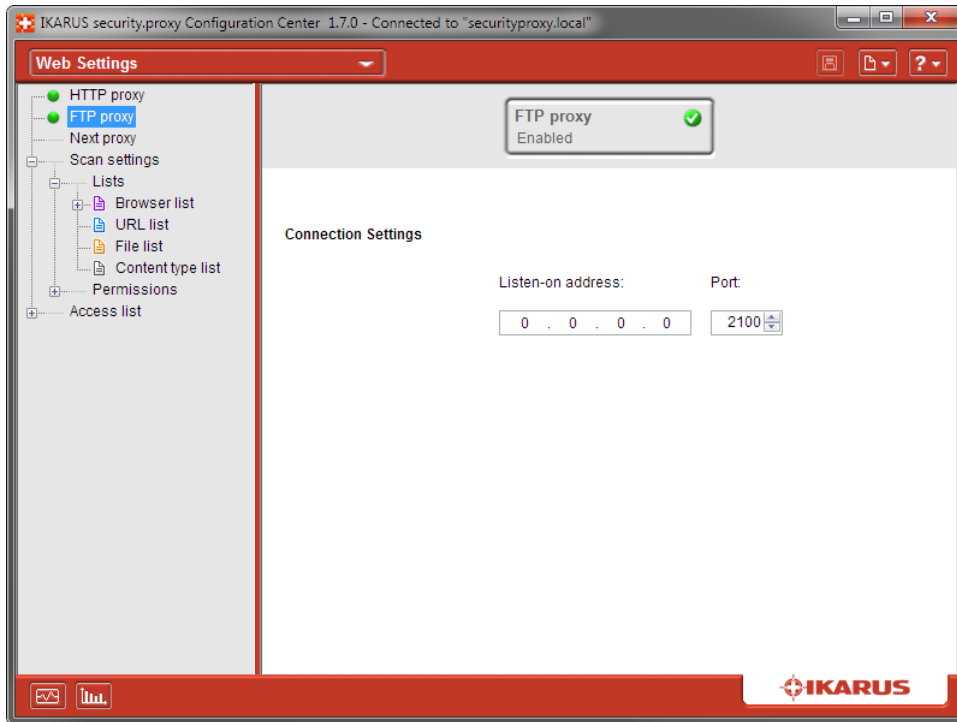 IKARUS security.proxy Configuration Center 1.7.0 - Connected to "securityproxy.local"
Web Settings
?
HTTP proxy
FTP proxy
Next proxy
Scan settings
Lists
Browser list
URL list
File list
Content type list
Permissions
Access list
FTP proxy
Enabled
Connection Settings
Listen-on address: Port:
0 . 0 . 0 . 0 2100
IKARUS